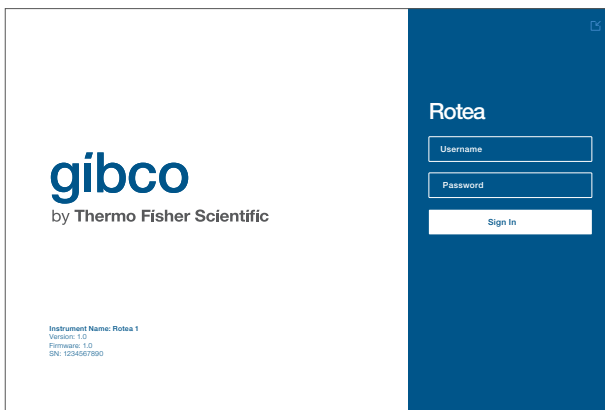 gibco
by Thermo Fisher Scientific
Instrument Name: Rotea 1
Version: 1.0
Firmware: 1.0
SN: 1234567890
Rotea
Username
Password
Sign In